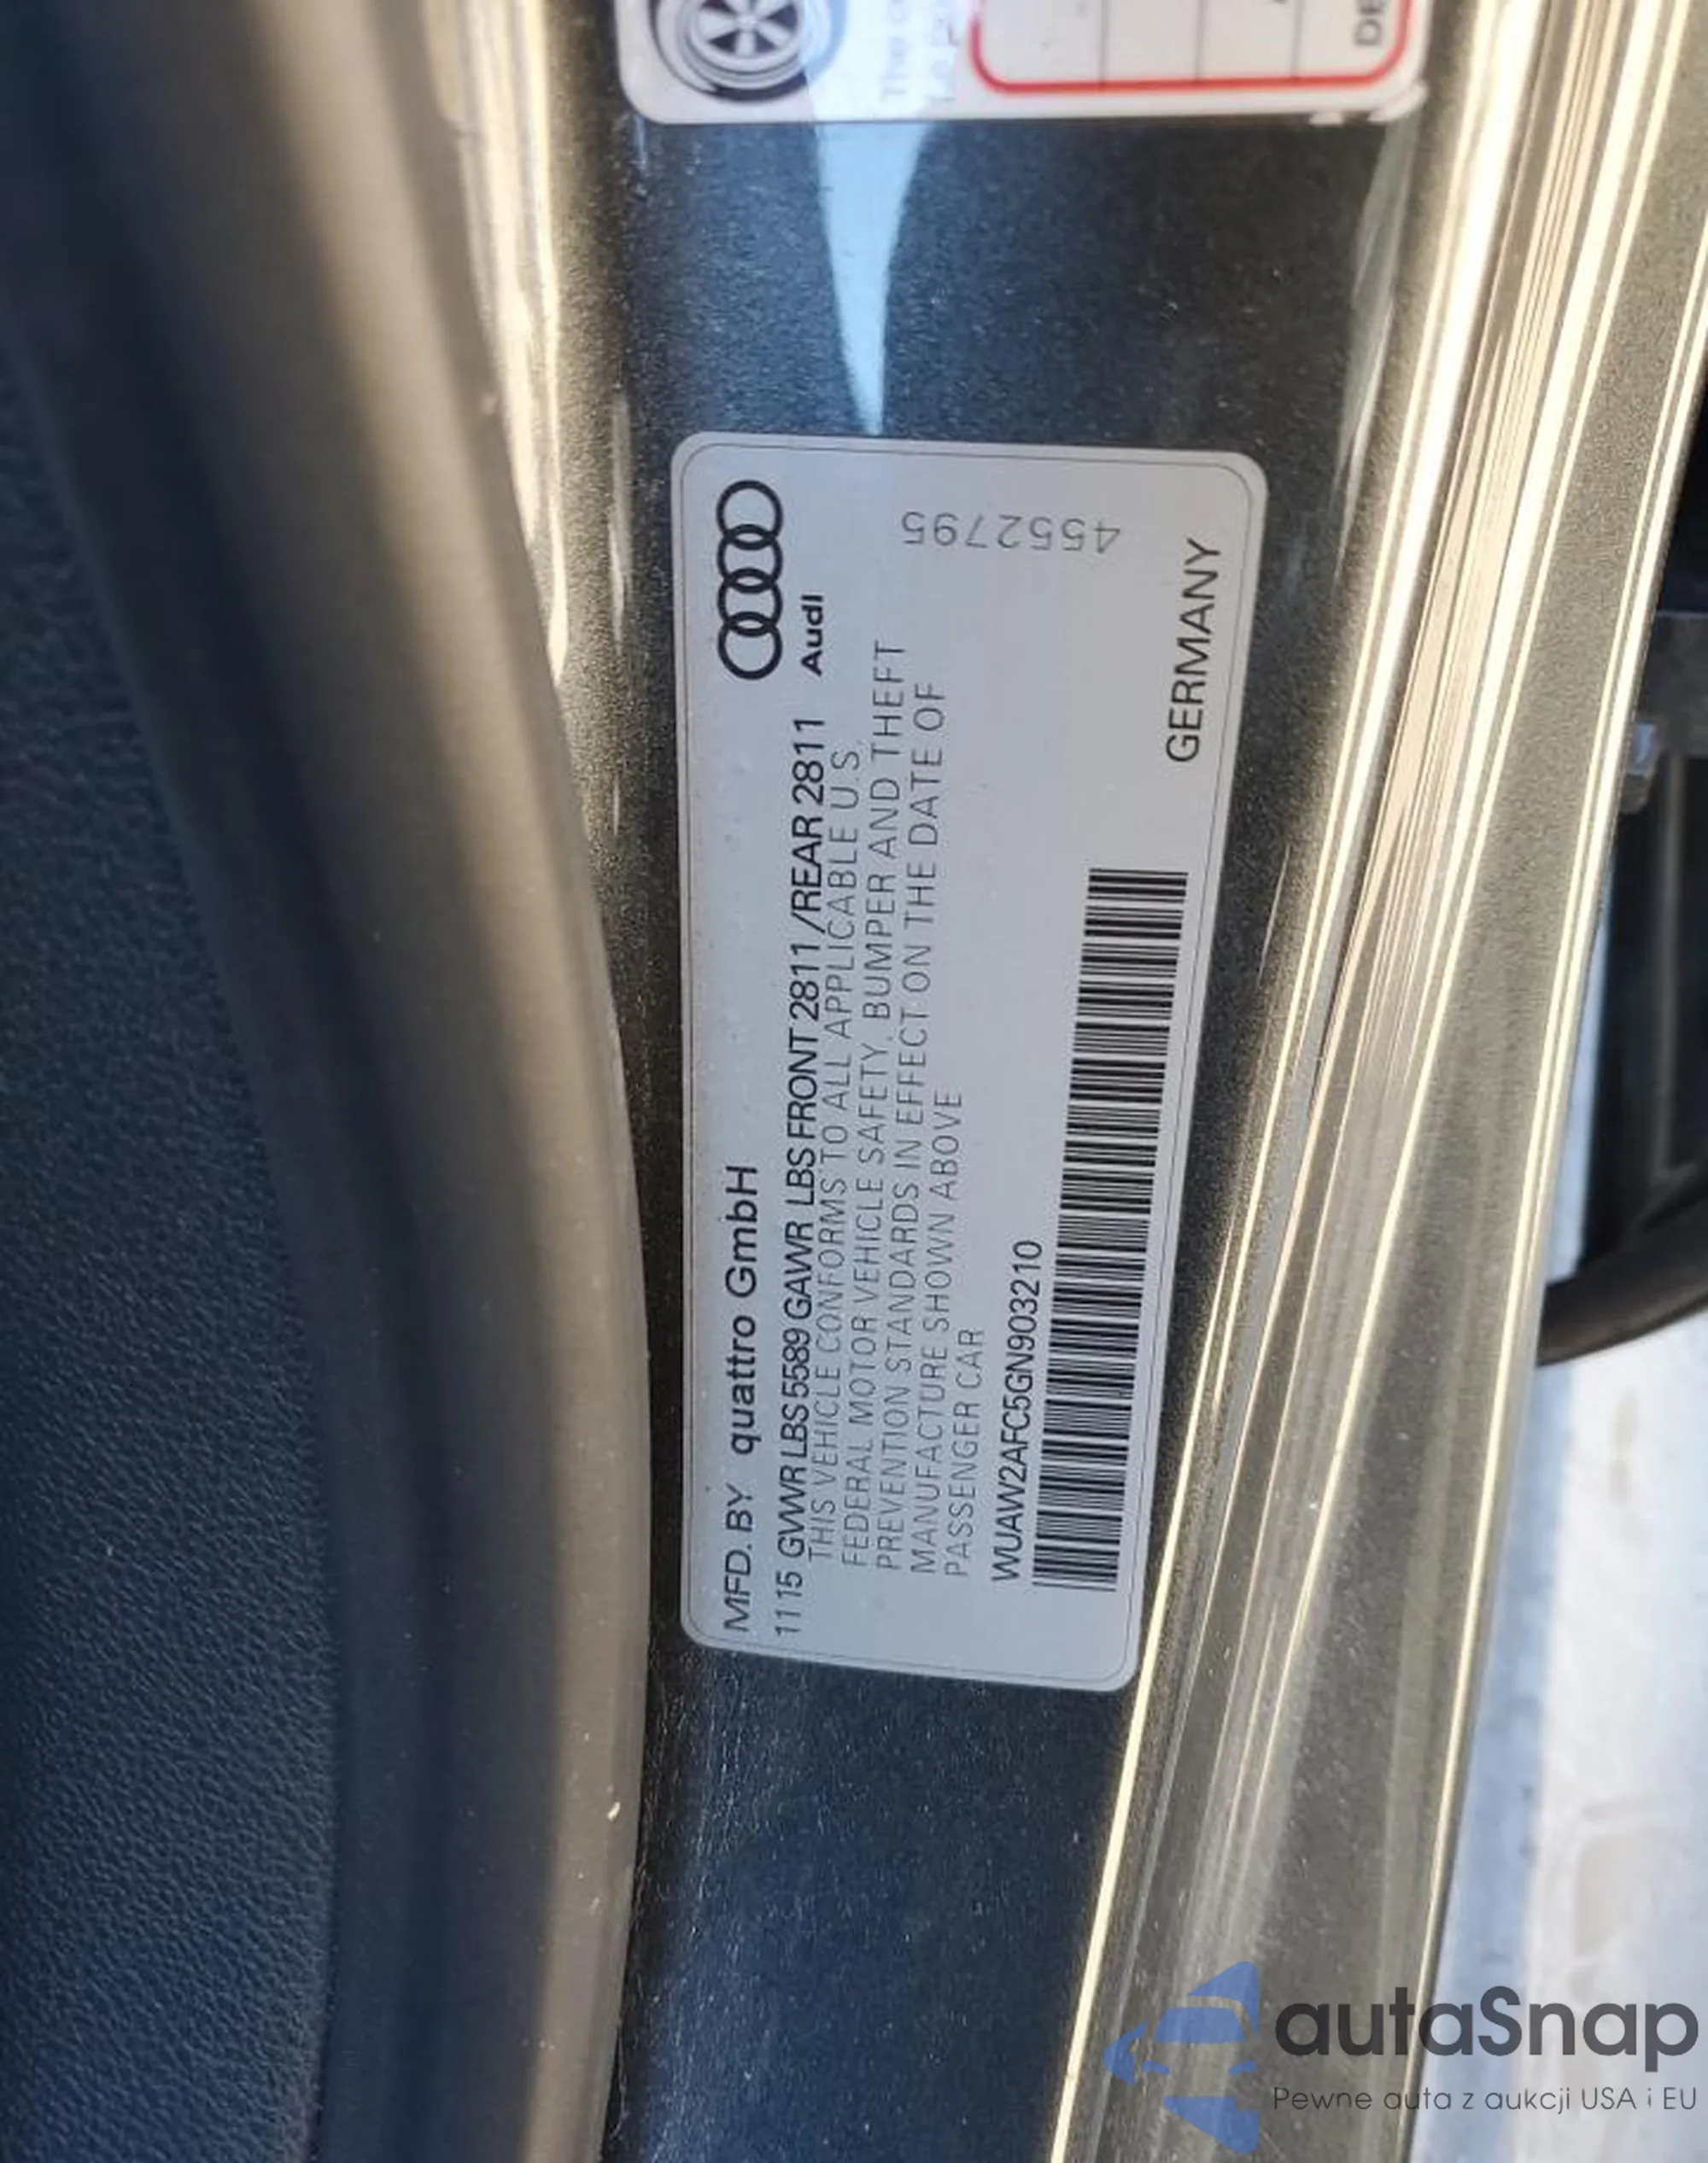 MFD. BY quattro GmbH
1115 GWWR LBS 5589 GAWR LBS FRONT 2811/REAR 2811
Audi
THIS VEHICLE CONFORMS TO ALL APPLICABLE U.S.
FEDERAL MOTOR VEHICLE SAFETY, BUMPER AND THEFT
PREVENTION STANDARDS IN EFFECT ON THE DATE OF
MANUFACTURE SHOWN ABOVE
PASSENGER CAR
4552795
WUAW2AFC5GN903210
GERMANY
autaSnap
Pewne auta z aukcji USA i EU